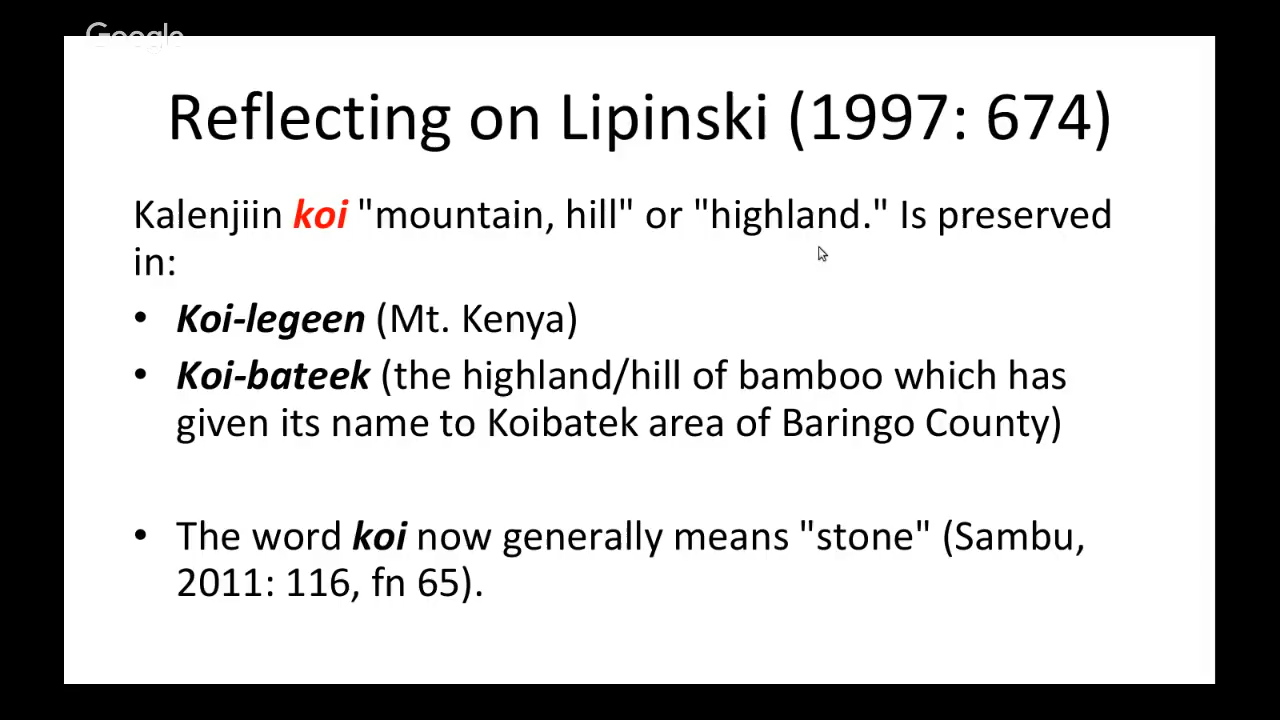 Google
Reflecting on Lipinski (1997: 674)
Kalenjiin koi "mountain, hill" or "highland." Is preserved
in:
• Koi-legeen (Mt. Kenya)
• Koi-bateek (the highland/hill of bamboo which has
given its name to Koibatek area of Baringo County)
• The word koi now generally means "stone" (Sambu,
2011: 116, fn 65).